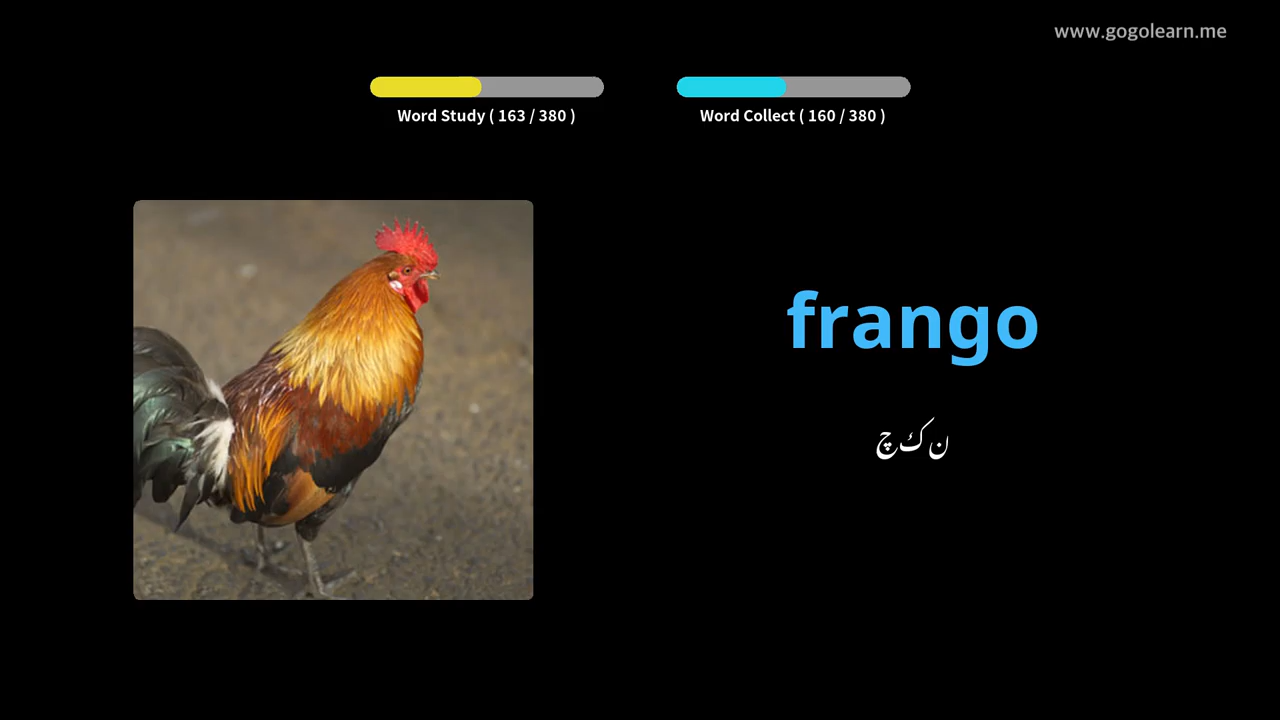 www.gogolearn.me
Word Study ( 163 / 380 )
Word Collect ( 160 / 380 )
frango
ن ک چ